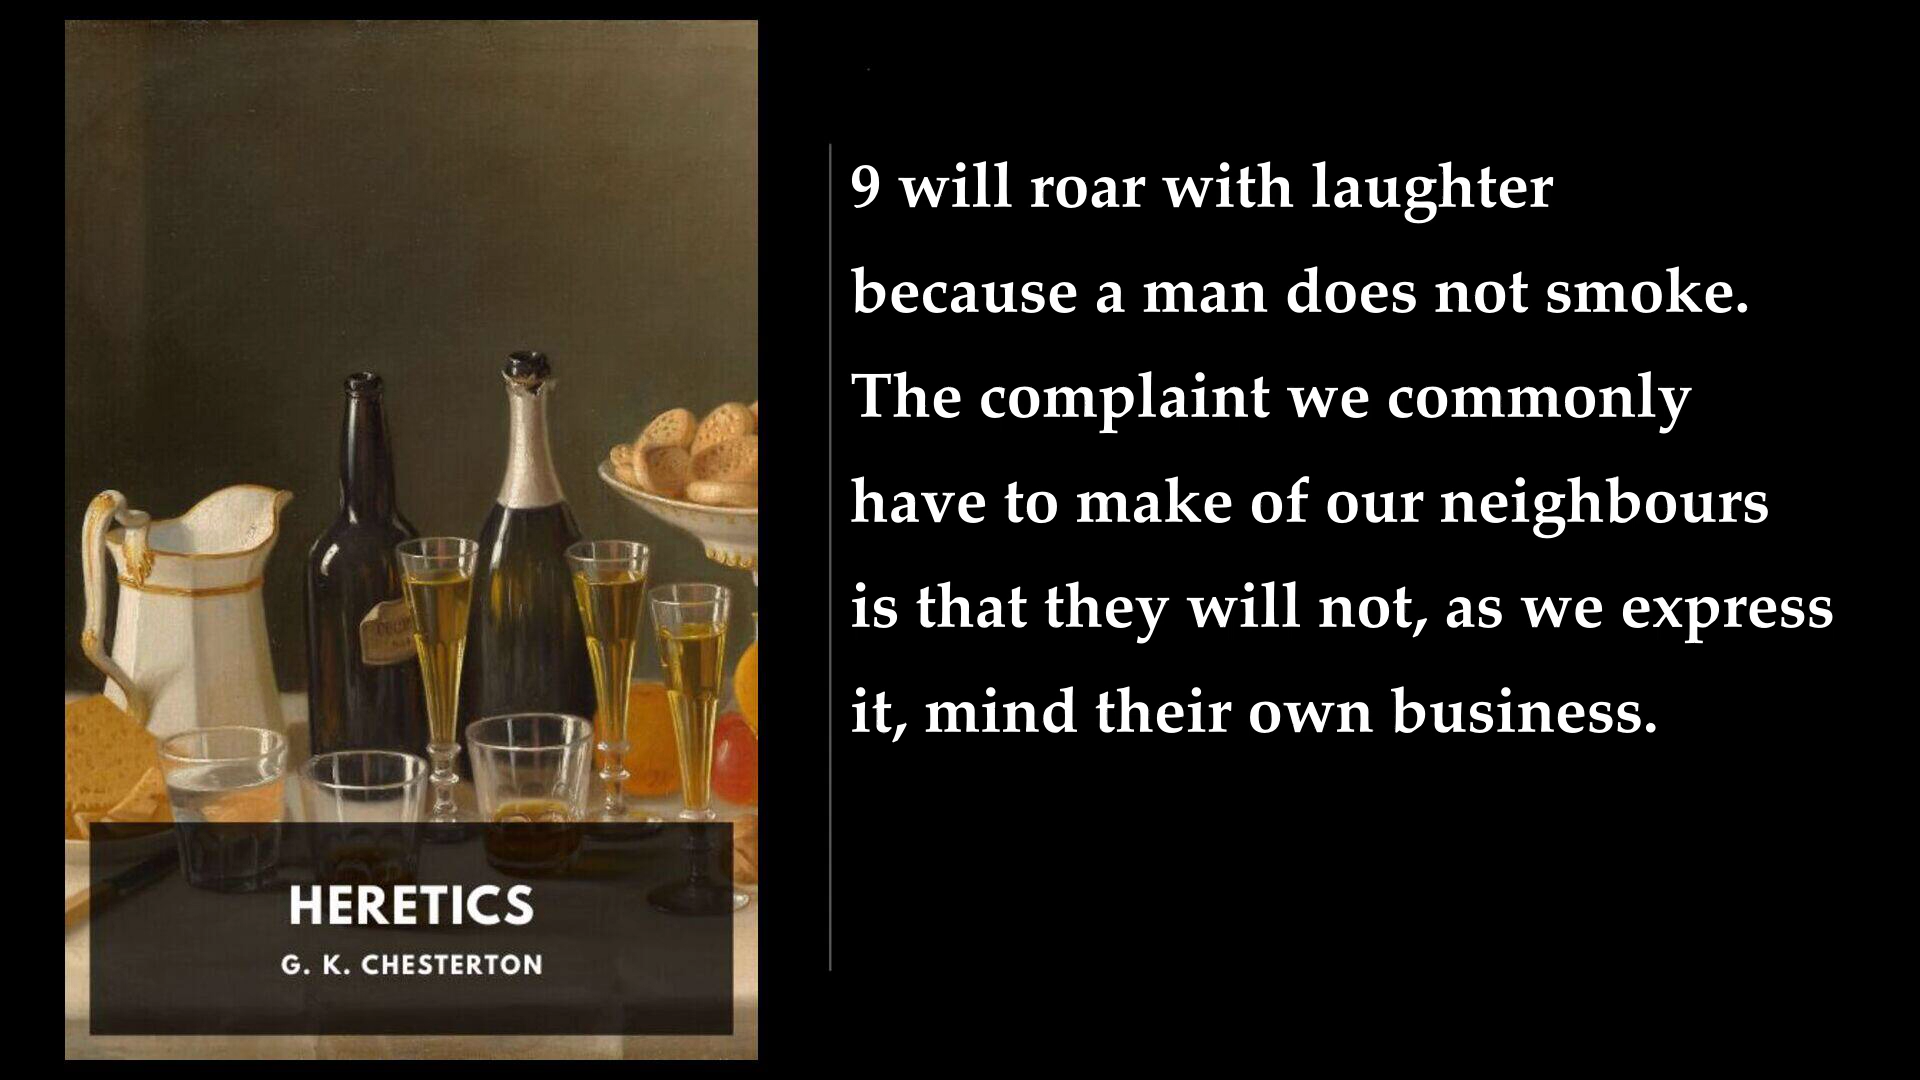 9 will roar with laughter
because a man does not smoke.
The complaint we commonly
have to make of our neighbours
is that they will not, as we express
it, mind their own business.
HERETICS
G. K. CHESTERTON